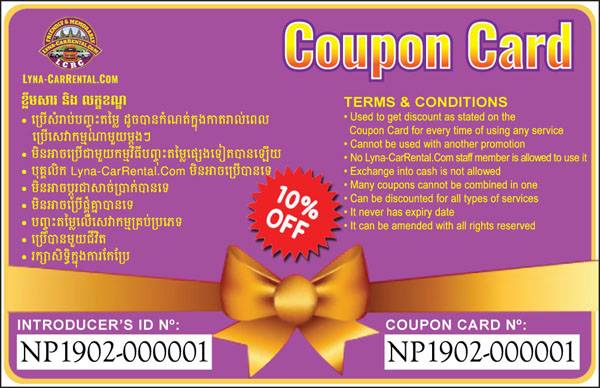 FRIENDLY & MEMORABLE
LYNA-CARRENTAL.COM
LCRC
LYNA-CARRENTAL.COM
Coupon Card
ខ្លឹមសារ និង លក្ខខណ្ឌ
• ប្រើសំរាប់បញ្ចុះតម្លៃ ដូចបានកំណត់ក្នុងកាតរាល់ពេល
ប្រើសេវាកម្មណាមួយម្តងៗ
• មិនអាចប្រើជាមួយកម្មវិធីបញ្ចុះតម្លៃផ្សេងទៀតបានឡើយ
• បុគ្គលិក Lyna-CarRental.Com មិនអាចប្រើបានទេ
• មិនអាចប្តូរជាសាច់ប្រាក់បានទេ
• មិនអាចប្រើផ្ទួនគ្នាបានទេ
• បញ្ចុះតម្លៃលើសេវាកម្មគ្រប់ប្រភេទ
• ប្រើបានមួយជីវិត
• រក្សាសិទ្ធិក្នុងការកែប្រែ
TERMS & CONDITIONS
• Used to get discount as stated on the
Coupon Card for every time of using any service
• Cannot be used with another promotion
• No Lyna-CarRental.Com staff member is allowed to use it
• Exchange into cash is not allowed
• Many coupons cannot be combined in one
• Can be discounted for all types of services
• It never has expiry date
• It can be amended with all rights reserved
10%
OFF
INTRODUCER'S ID Nº:
NP1902-000001
COUPON CARD Nº:
NP1902-000001